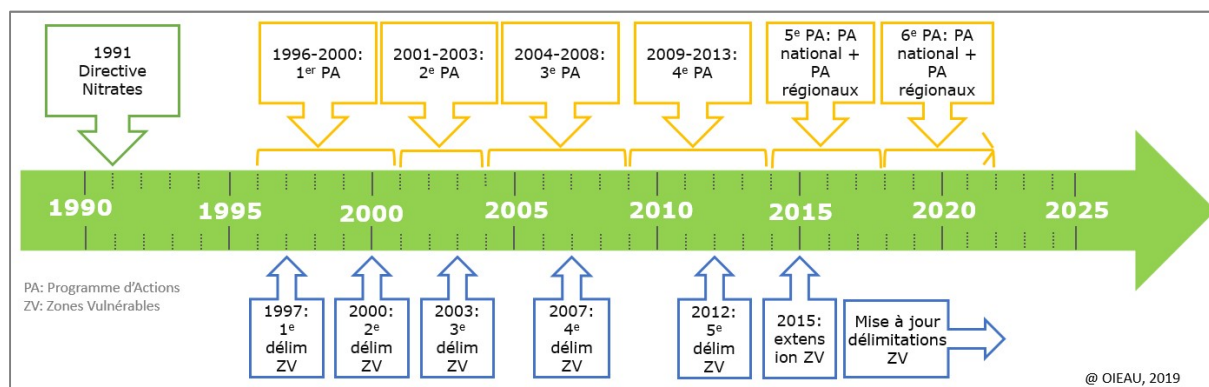 1991
Directive
Nitrates
1996-2000:
1er PA
2001-2003:
2e PA
2004-2008:
3e PA
2009-2013:
4e PA
5e PA: PA
national +
PA
régionaux
6e PA: PA
national +
PA
régionaux
1990
1995
2000
2005
2010
2015
2020
2025
PA: Programme d'Actions
ZV: Zones Vulnérables
1997:
1e
délim
ZV
2000:
2e
délim
ZV
2003:
3e
délim
ZV
2007:
4e
délim
ZV
2012:
5e
délim
ZV
2015:
extens
ion ZV
Mise à jour
délimitations
ZV
@ OIEAU, 2019